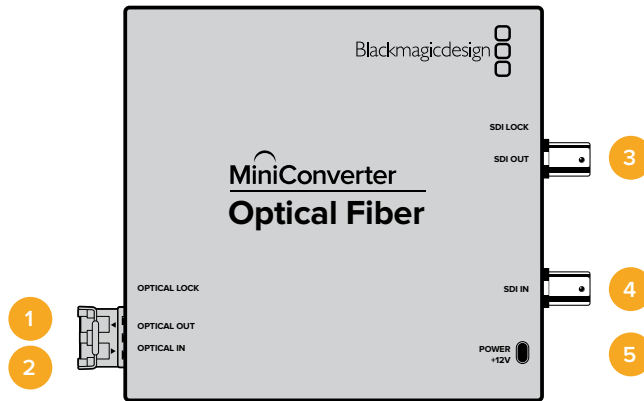 Blackmagicdesign
SDI LOCK
SDI OUT
3
MiniConverter
Optical Fiber
OPTICAL LOCK
SDI IN
4
1
OPTICAL OUT
2
OPTICAL IN
POWER
+12V
5